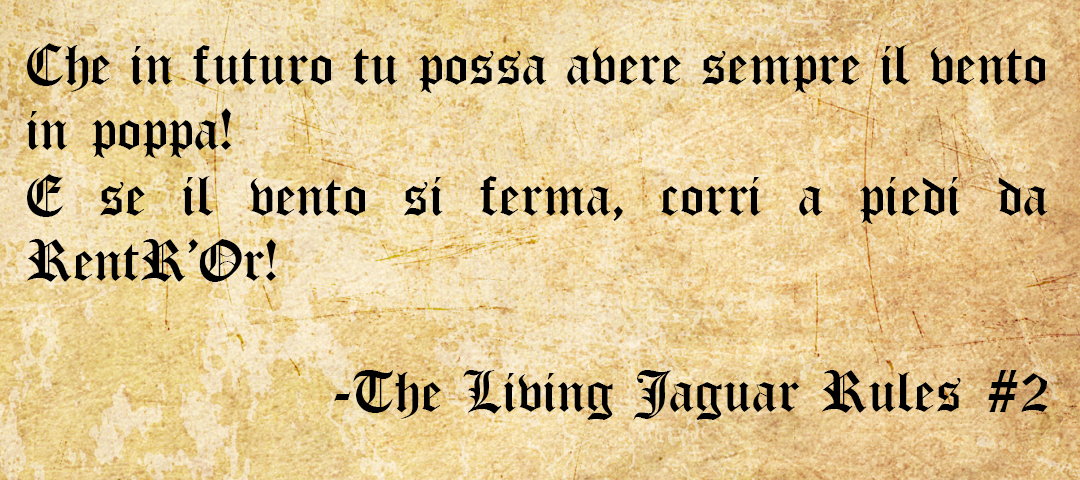 Che in futuro tu possa avere sempre il vento
in poppa!
E se il vento si ferma, corri a piedi da
RentR'Or!
-The Living Jaguar Rules #2